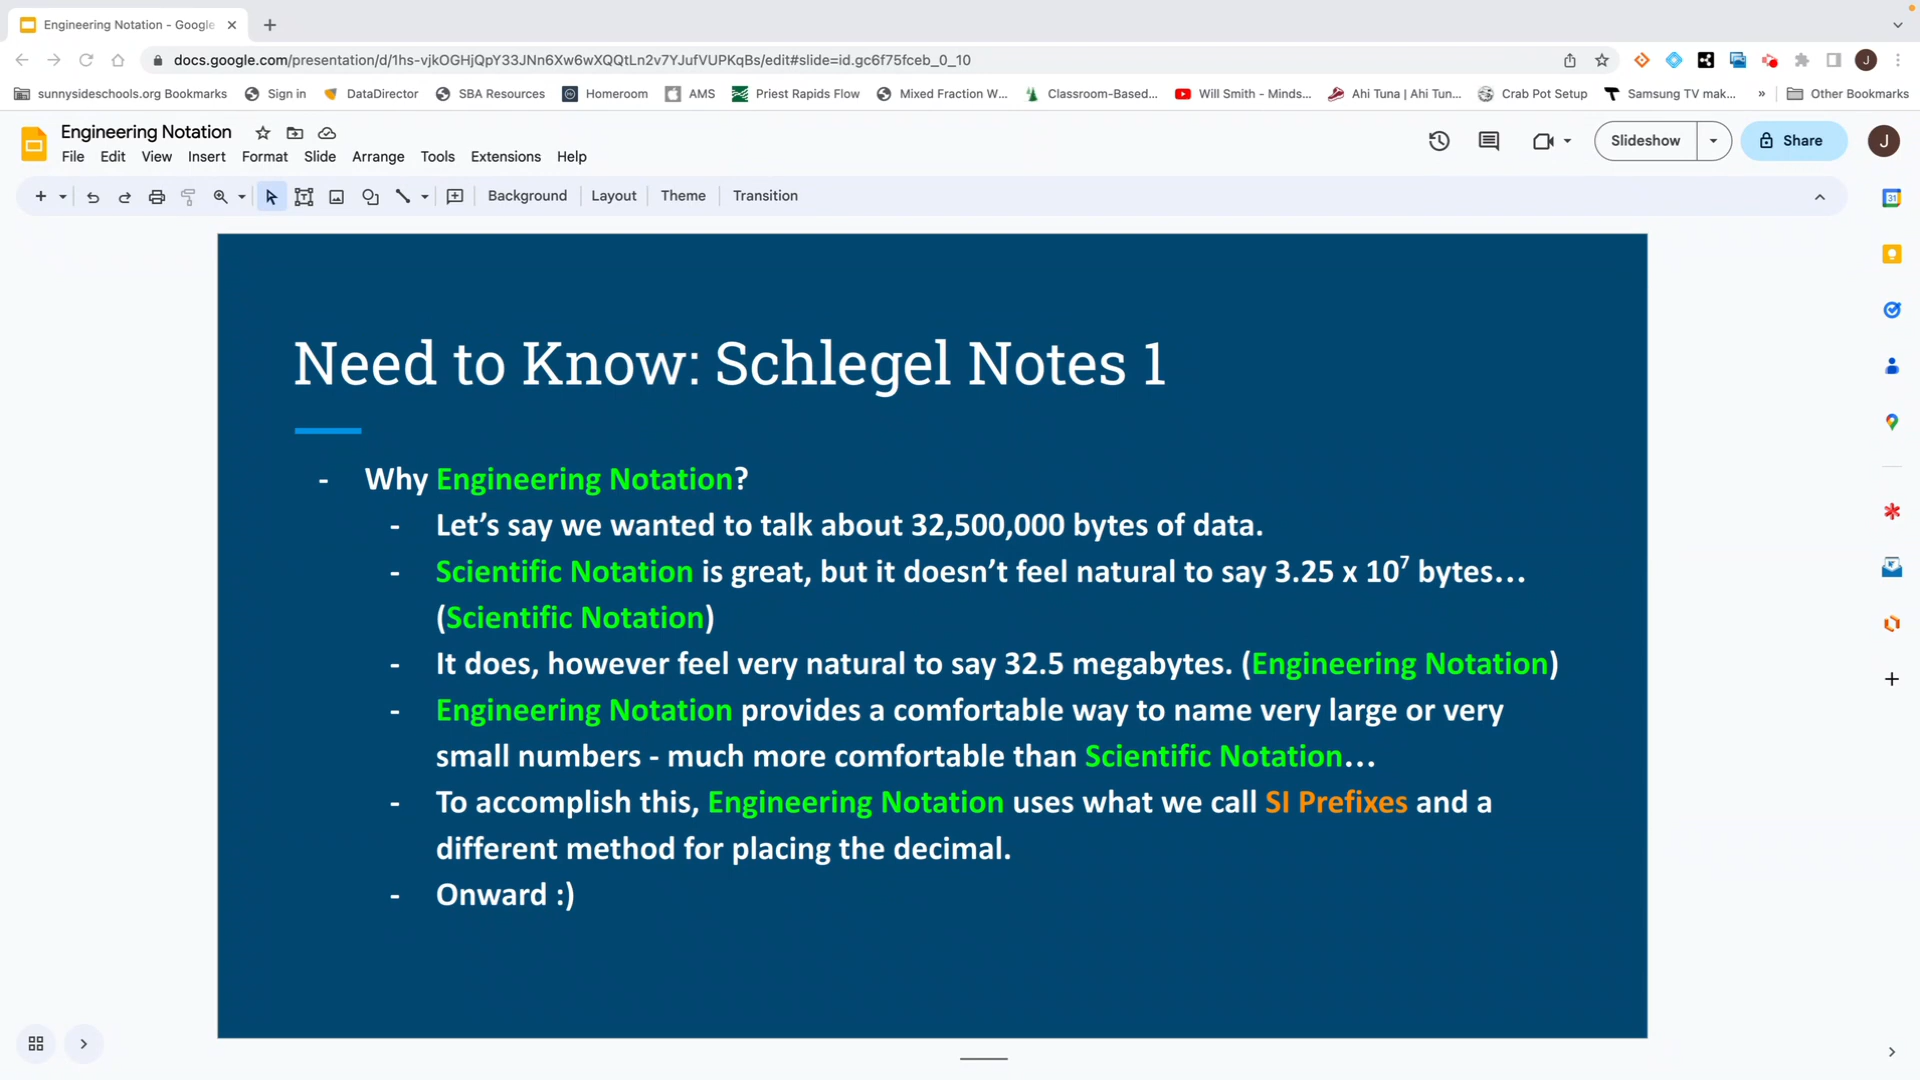 Engineering Notation - Google
docs.google.com/presentation/d/1hs-vjkOGHjQpY33JNn6Xw6wXQQtLn2v7YJufVUPKqBs/edit#slide=id.gc6f75fceb_0_10
J
sunnysideschools.org Bookmarks Sign in DataDirector SBA Resources Homeroom AMS Priest Rapids Flow Mixed Fraction W... Classroom-Based... Will Smith - Minds... Ahi Tuna | Ahi Tun... Crab Pot Setup Samsung TV mak... » Other Bookmarks
Engineering Notation
File Edit View Insert Format Slide Arrange Tools Extensions Help
Slideshow Share J
Background Layout Theme Transition
31
Need to Know: Schlegel Notes 1
- Why Engineering Notation?
- Let’s say we wanted to talk about 32,500,000 bytes of data.
- Scientific Notation is great, but it doesn’t feel natural to say 3.25 x 10⁷ bytes…
(Scientific Notation)
- It does, however feel very natural to say 32.5 megabytes. (Engineering Notation)
- Engineering Notation provides a comfortable way to name very large or very
small numbers - much more comfortable than Scientific Notation…
- To accomplish this, Engineering Notation uses what we call SI Prefixes and a
different method for placing the decimal.
- Onward :)